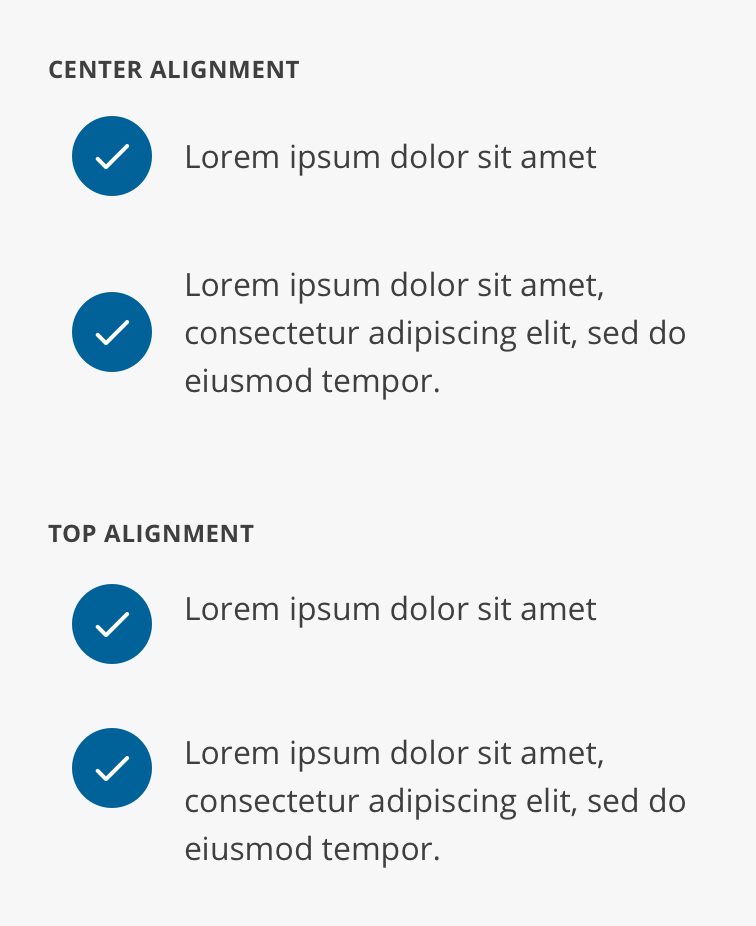 CENTER ALIGNMENT
Lorem ipsum dolor sit amet
Lorem ipsum dolor sit amet,
consectetur adipiscing elit, sed do
eiusmod tempor.
TOP ALIGNMENT
Lorem ipsum dolor sit amet
Lorem ipsum dolor sit amet,
consectetur adipiscing elit, sed do
eiusmod tempor.